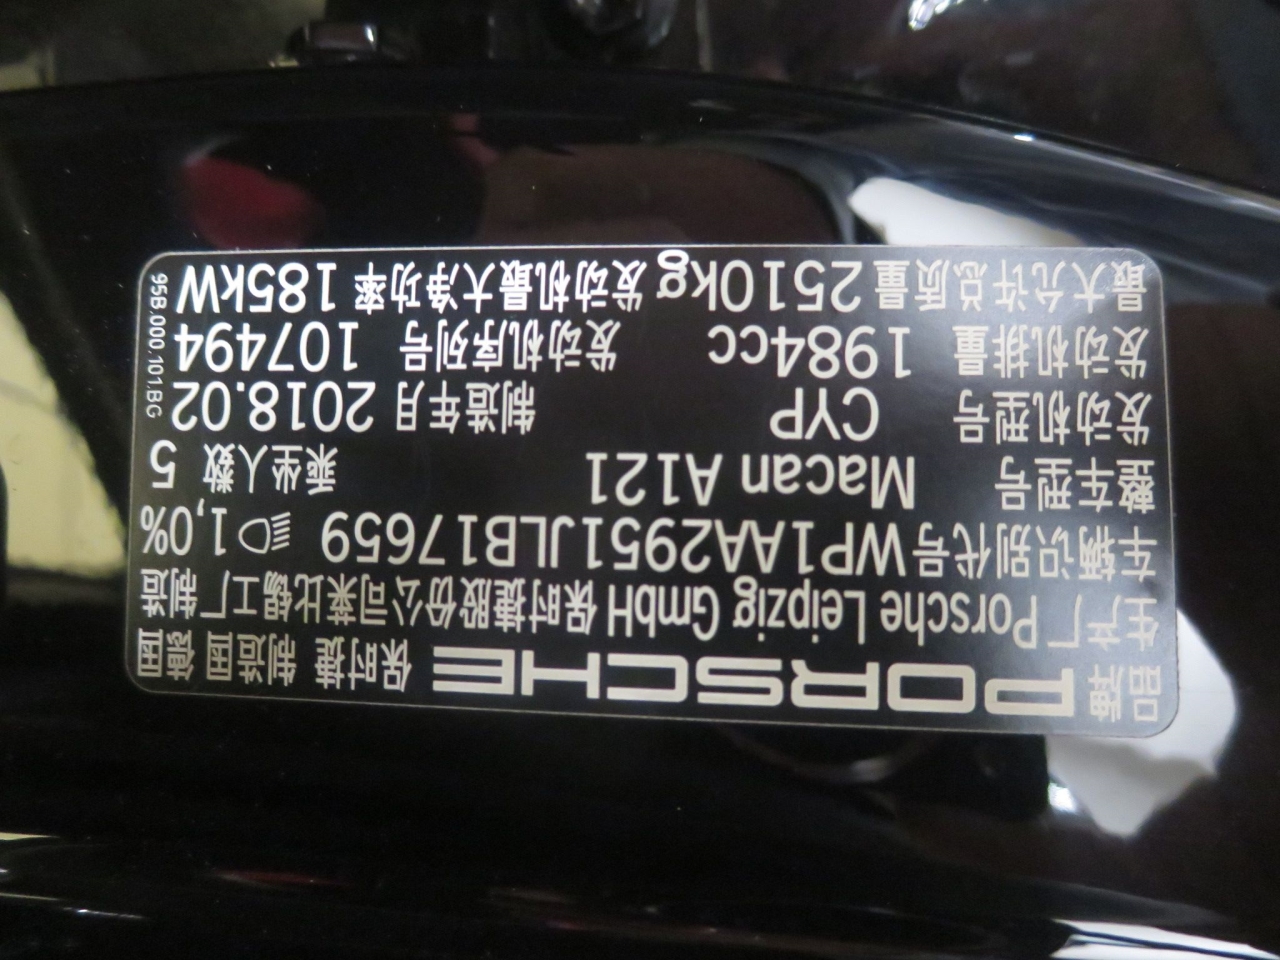 品牌 PORSCHE 保时捷 制造国 德国
生产厂 Porsche Leipzig GmbH 保时捷股份公司莱比锡工厂制造
车辆识别代号 WP1AA2951JLB17659 1,0%
整车型号 Macan A121 乘坐人数 5
发动机型号 CYP 制造年月 2018.02
发动机排量 1984cc 发动机序列号 107494
最大允许总质量 2510kg 发动机最大净功率 185kW
95B.000.101.BG